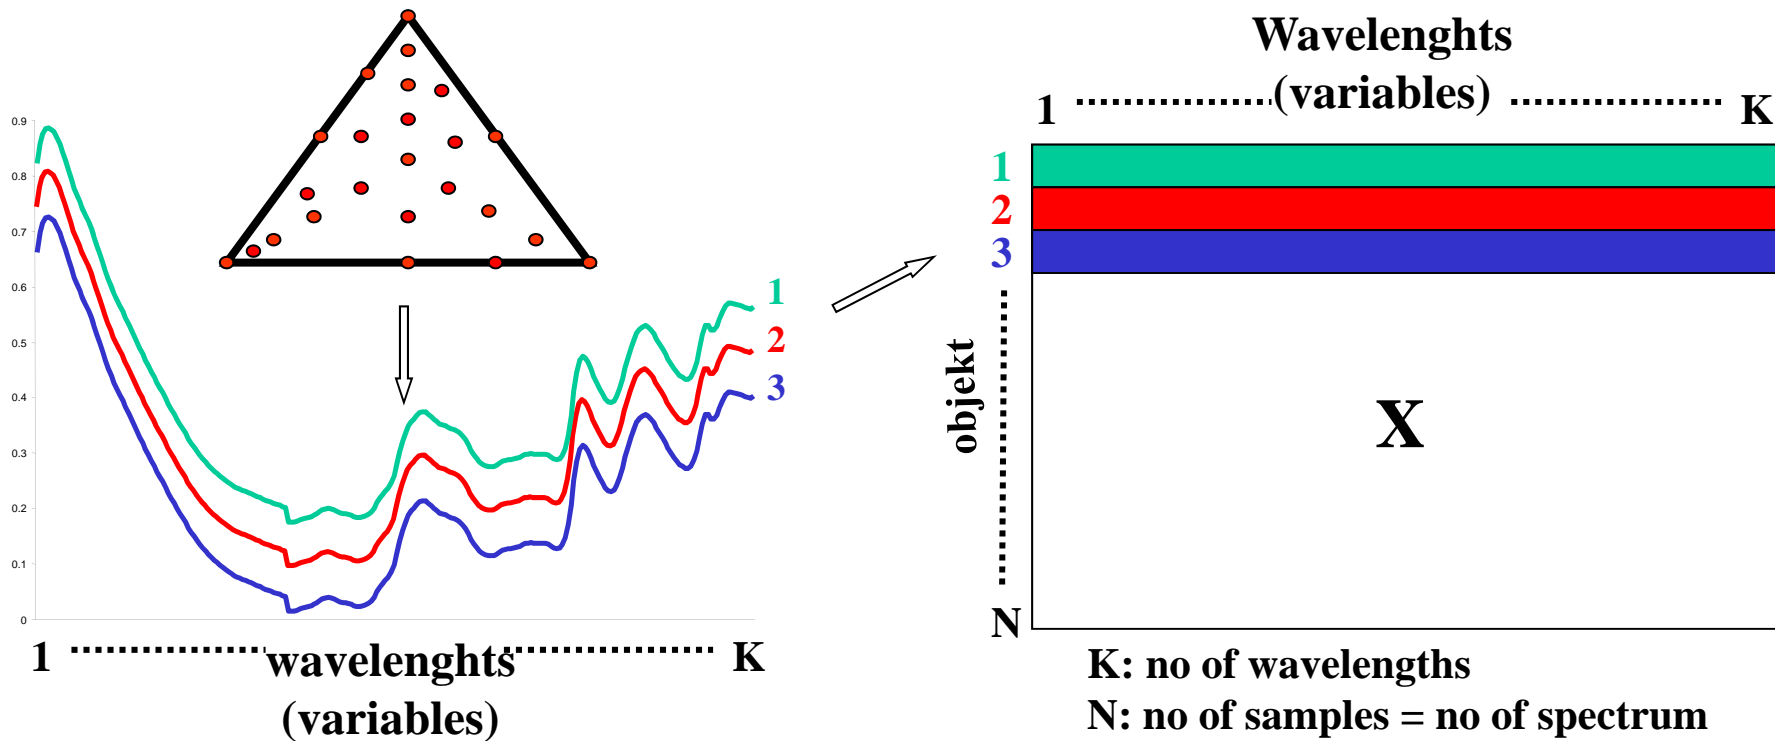 0.9
0.8
0.7
0.6
0.5
0.4
0.3
0.2
0.1
0
1
2
3
1 wavelenghts K
(variables)
Wavelenghts
1 (variables) K
1
2
3
objekt
N
X
K: no of wavelengths
N: no of samples = no of spectrum